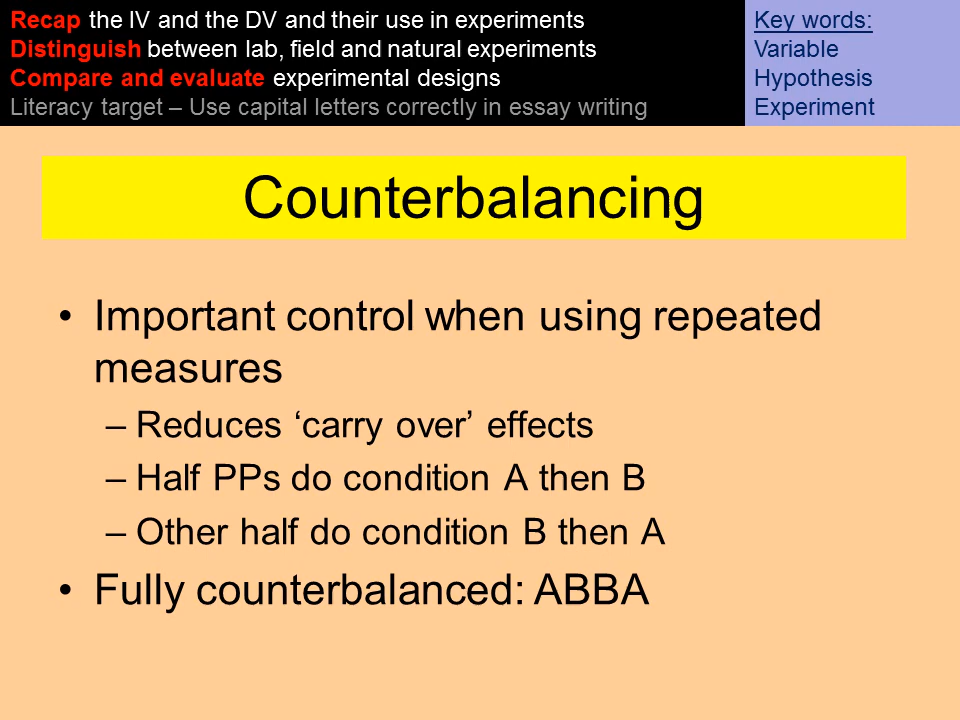 Recap the IV and the DV and their use in experiments
Distinguish between lab, field and natural experiments
Compare and evaluate experimental designs
Literacy target – Use capital letters correctly in essay writing
Key words:
Variable
Hypothesis
Experiment
Counterbalancing
• Important control when using repeated
measures
– Reduces ‘carry over’ effects
– Half PPs do condition A then B
– Other half do condition B then A
• Fully counterbalanced: ABBA